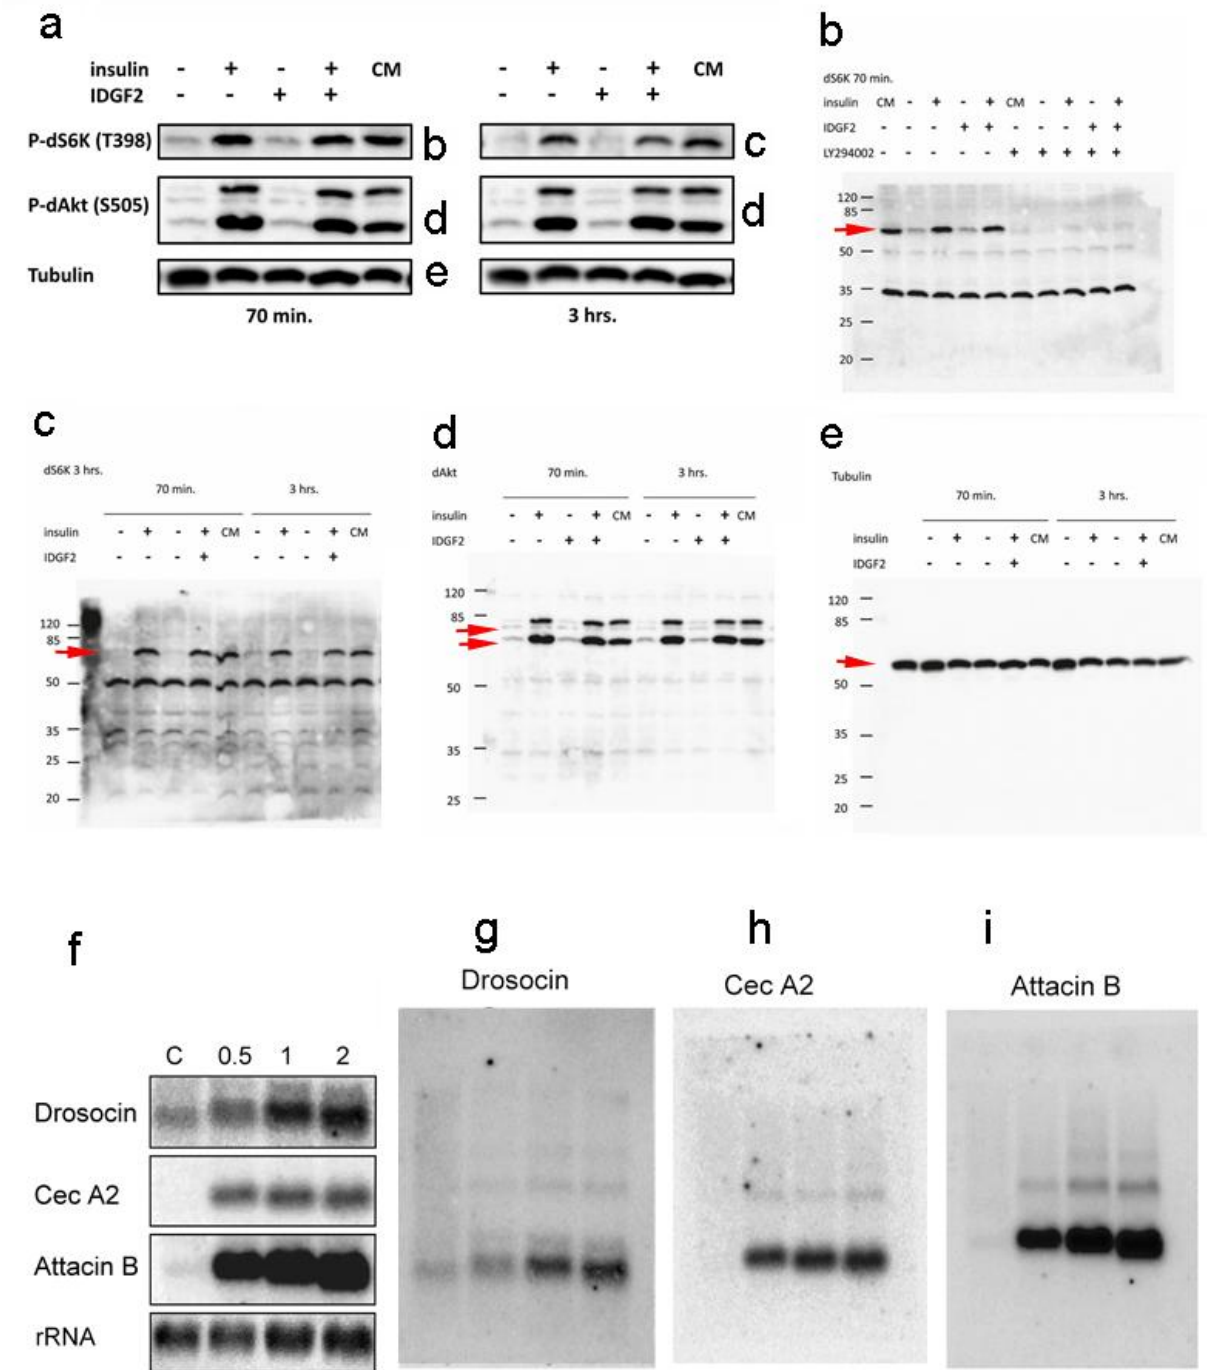 a
insulin - + - + CM
IDGF2 - - + +
P-dS6K (T398)
b
P-dAkt (S505)
d
Tubulin
e
70 min.
- + - + CM
- - + +
c
d
3 hrs.
b
dS6K 70 min.
insulin CM - + - + CM - + - +
IDGF2 - - - + + - - - + +
LY294002 - - - - - + + + + +
120
85
50
35
25
20
c
dS6K 3 hrs.
70 min. 3 hrs.
insulin - + - + CM - + - + CM
IDGF2 - - - + - - - +
120
85
50
35
25
20
d
dAkt 70 min. 3 hrs.
insulin - + - + CM - + - + CM
IDGF2 - - + + - - + +
120
85
50
35
25
e
Tubulin
70 min. 3 hrs.
insulin - + - + CM - + - + CM
IDGF2 - - - + - - - +
120
85
50
35
25
20
f
C 0.5 1 2
Drosocin
Cec A2
Attacin B
rRNA
g
Drosocin
h
Cec A2
i
Attacin B